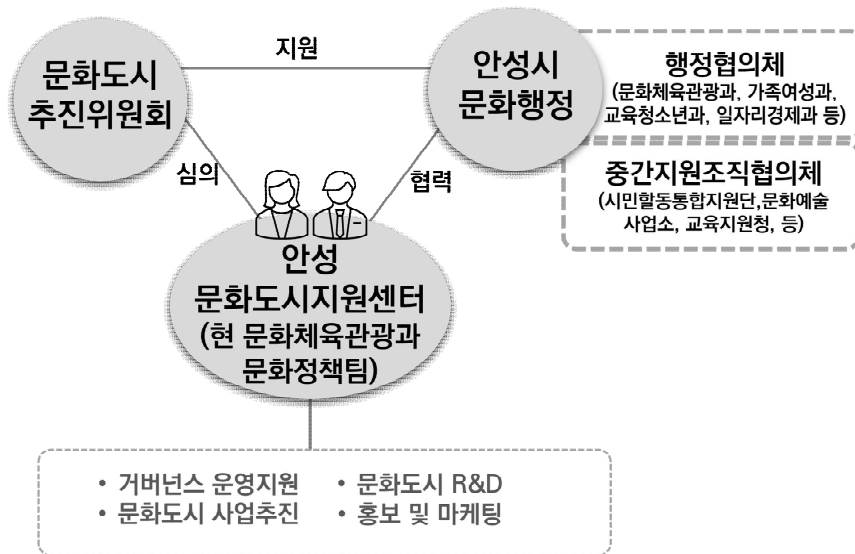 문화도시
추진위원회
지원
안성시
문화행정
행정협의체
(문화체육관광과, 가족여성과,
교육청소년과, 일자리경제과 등)
중간지원조직협의체
(시민할동통합지원단,문화예술
사업소, 교육지원청, 등)
심의
협력
안성
문화도시지원센터
(현 문화체육관광과
문화정책팀)
• 거버넌스 운영지원
• 문화도시 R&D
• 문화도시 사업추진
• 홍보 및 마케팅